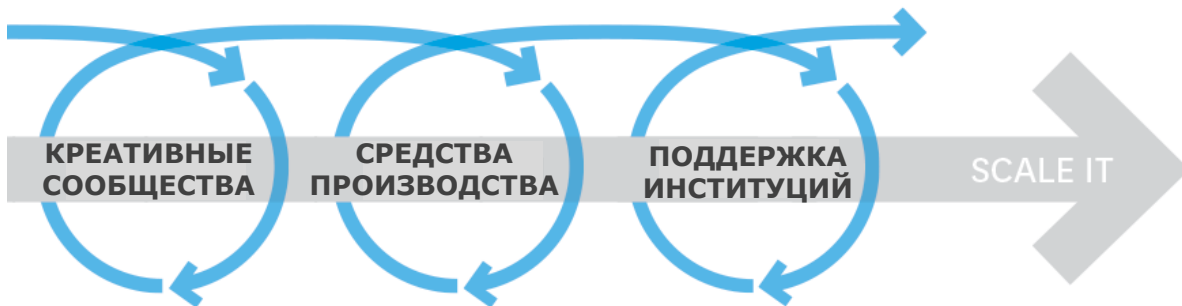 КРЕАТИВНЫЕ
СООБЩЕСТВА
СРЕДСТВА
ПРОИЗВОДСТВА
ПОДДЕРЖКА
ИНСТИТУЦИЙ
SCALE IT